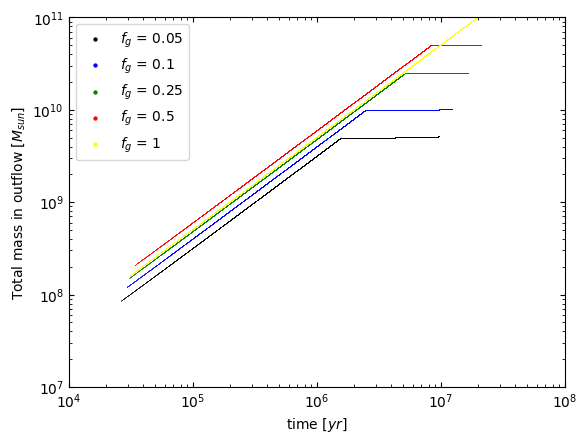 10^11
10^10
10^9
10^8
10^7
Total mass in outflow [M_sun]
f_g = 0.05
f_g = 0.1
f_g = 0.25
f_g = 0.5
f_g = 1
10^4 10^5 10^6 10^7 10^8
time [yr]